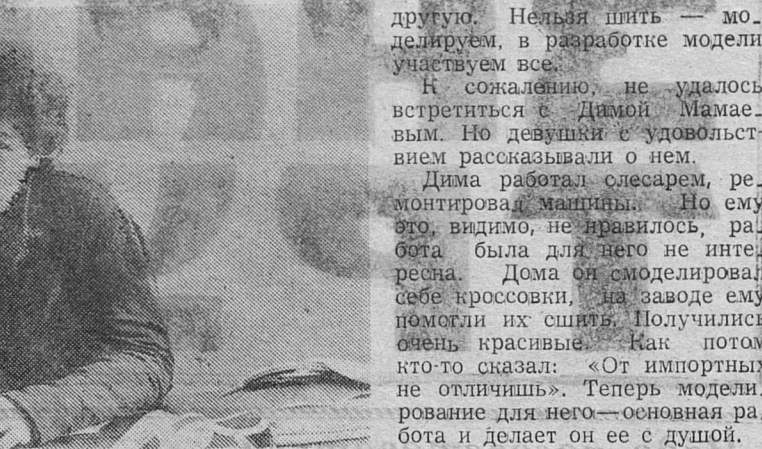 другую. Нельзя шить — мо-
делируем, в разработке модели
участвуем все.
К сожалению, не удалось
встретиться с Димой Мамае-
вым. Но девушки с удовольст-
вием рассказывали о нем.
Дима работал слесарем, ре-
монтировал машины. Но ему
это, видимо, не нравилось, ра-
бота была для него не инте-
ресна. Дома он смоделировал
себе кроссовки, на заводе ему
помогли их сшить. Получились
очень красивые. Как потом
кто-то сказал: «От импортных
не отличишь». Теперь модели-
рование для него—основная ра-
бота и делает он ее с душой.